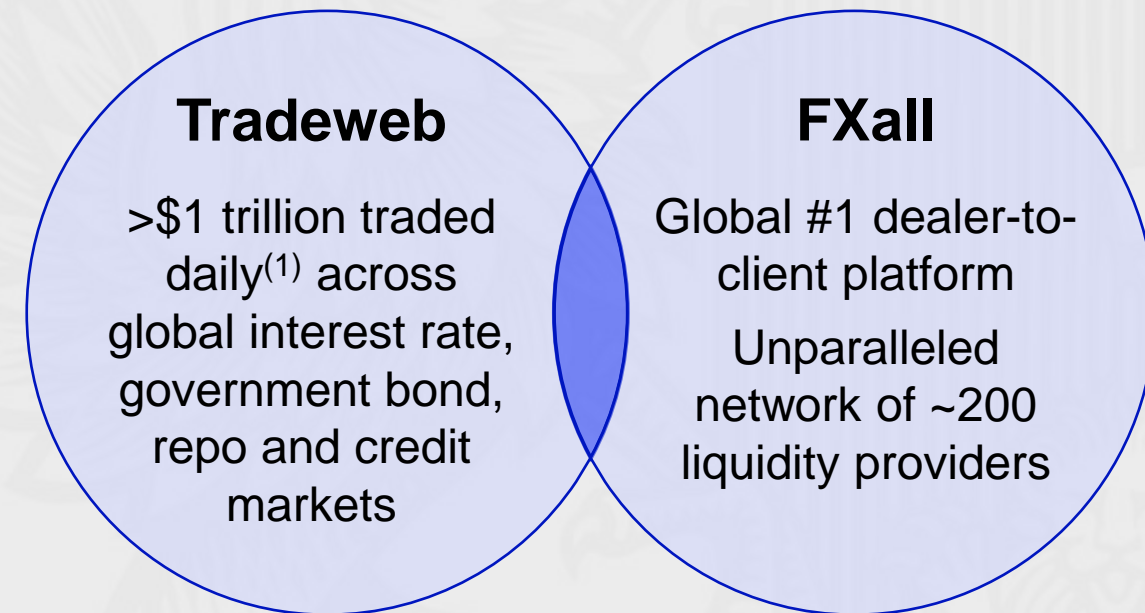 Tradeweb
>$1 trillion traded
daily(1) across
global interest rate,
government bond,
repo and credit
markets
FXall
Global #1 dealer-to-
client platform
Unparalleled
network of ~200
liquidity providers